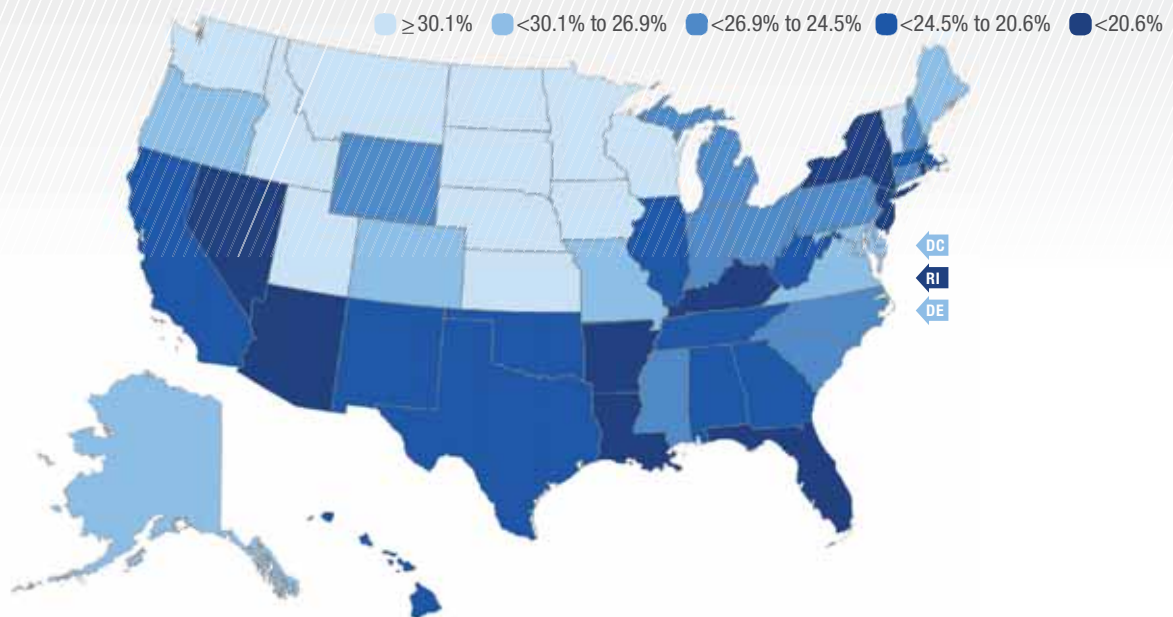 ≥30.1% <30.1% to 26.9% <26.9% to 24.5% <24.5% to 20.6% <20.6%
DC
RI
DE